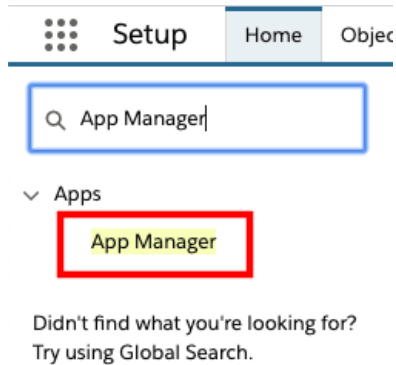 Setup Home Objec
App Manager
Apps
App Manager
Didn't find what you're looking for?
Try using Global Search.